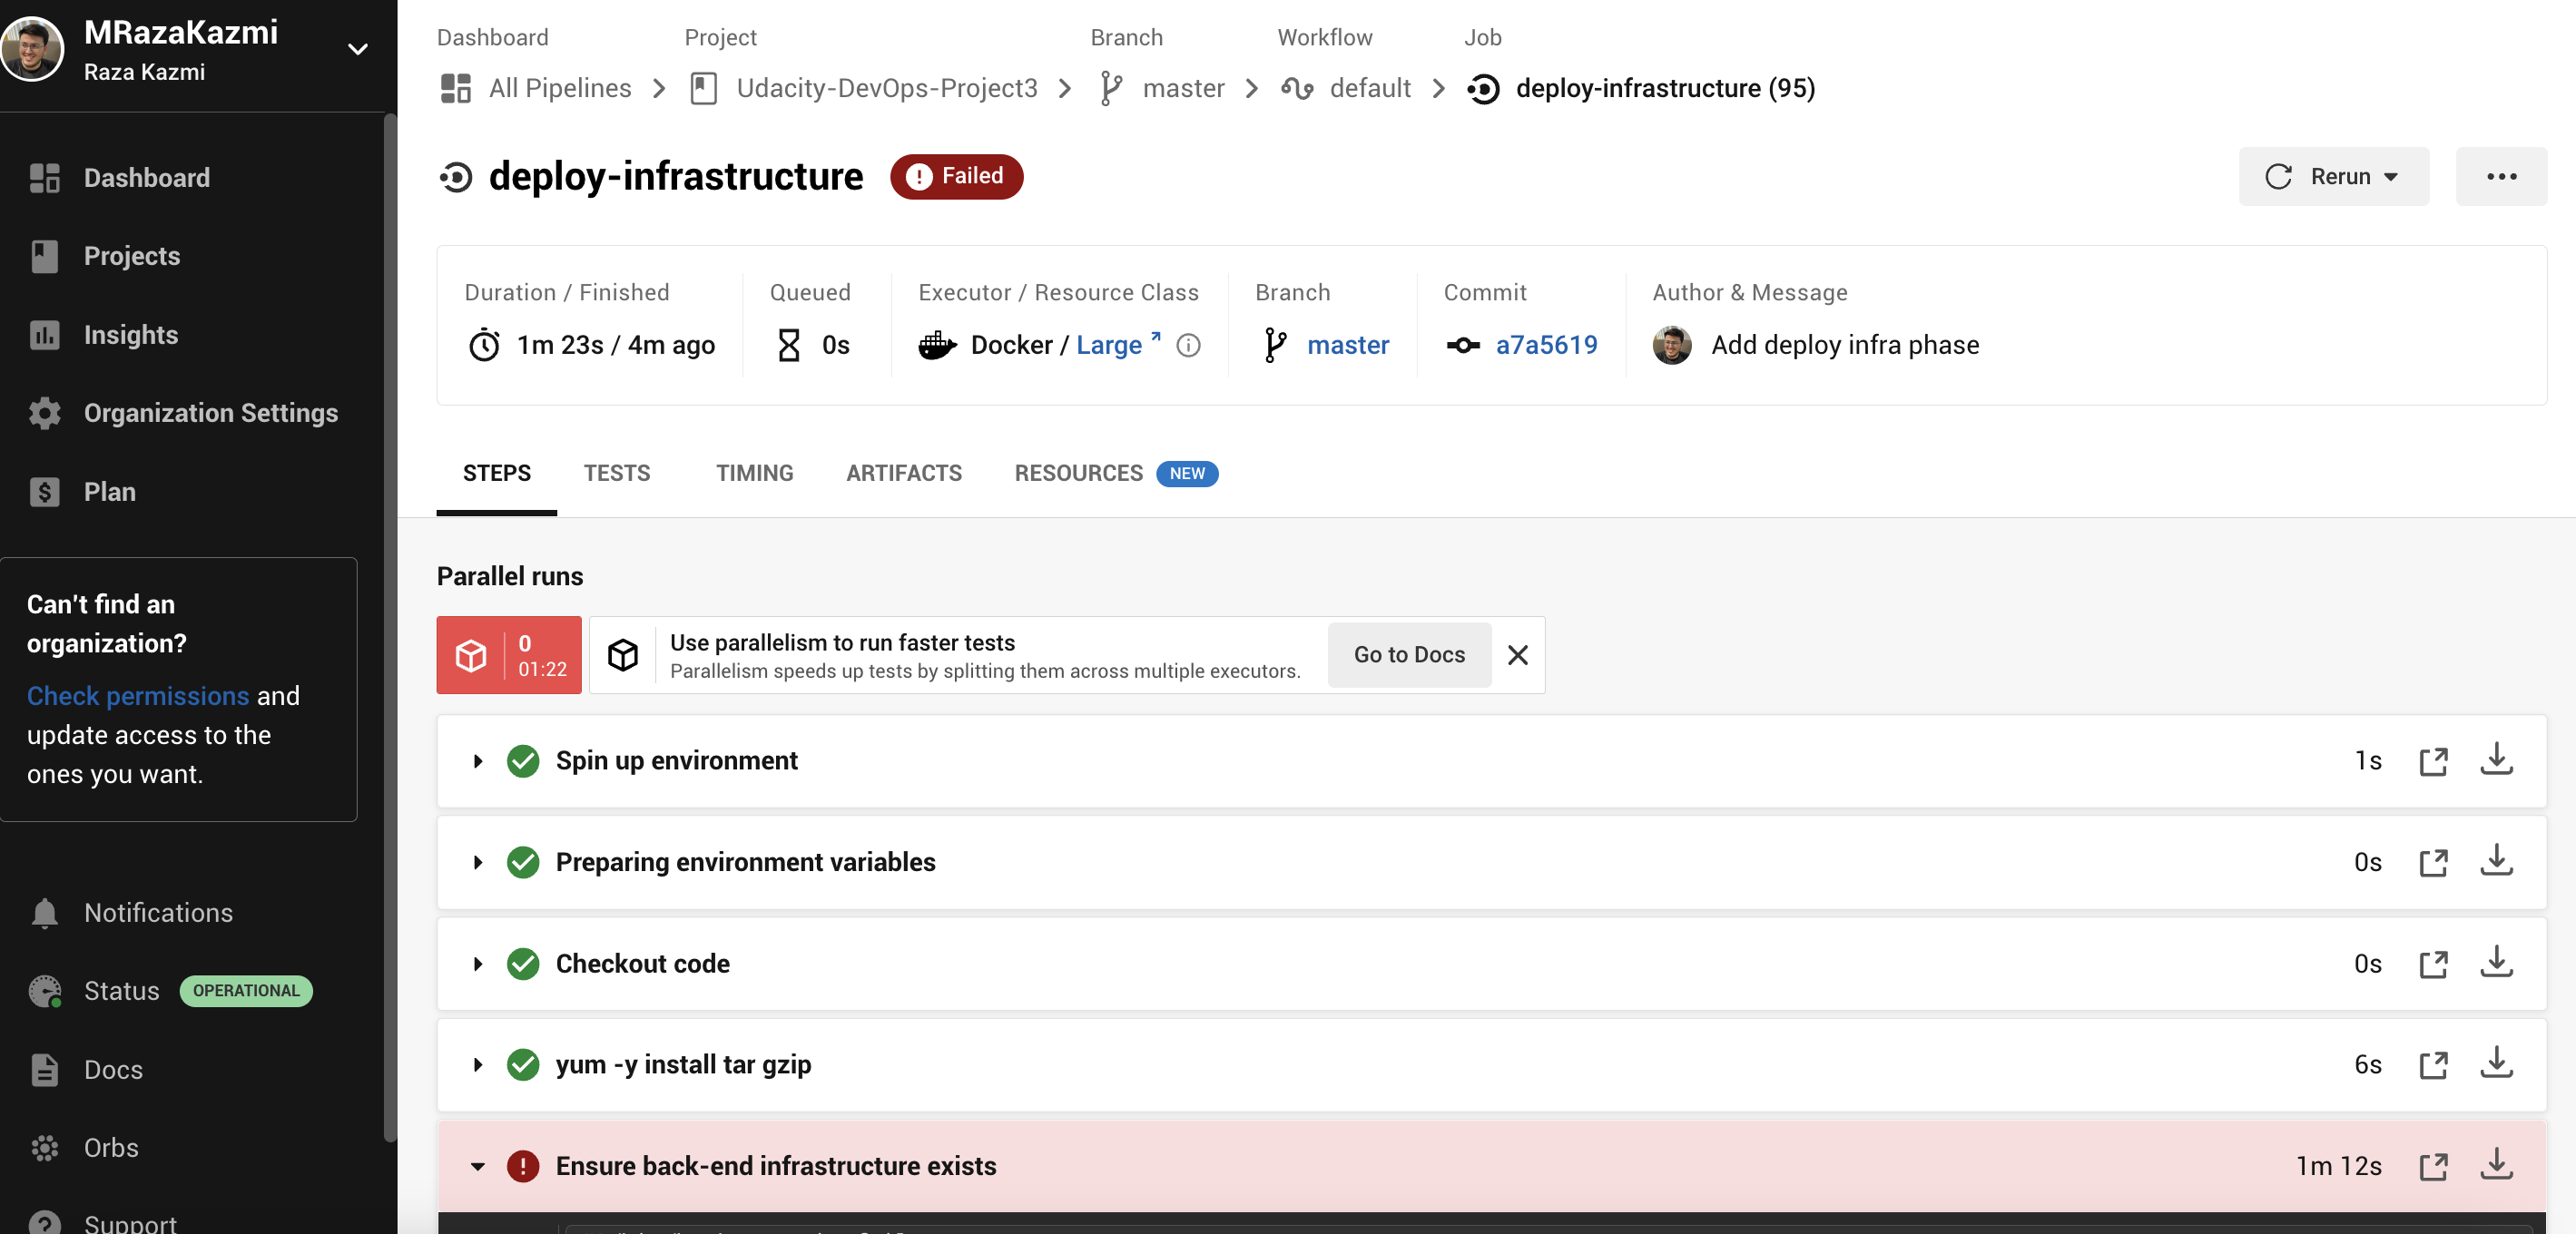 MRazaKazmi
Raza Kazmi
Dashboard
Projects
Insights
Organization Settings
Plan
Can't find an
organization?
Check permissions and
update access to the
ones you want.
Notifications
Status OPERATIONAL
Docs
Orbs
Support
Dashboard Project Branch Workflow Job
All Pipelines Udacity-DevOps-Project3 master default deploy-infrastructure (95)
deploy-infrastructure Failed
Rerun
Duration / Finished Queued Executor / Resource Class Branch Commit Author & Message
1m 23s / 4m ago 0s Docker / Large master a7a5619 Add deploy infra phase
STEPS TESTS TIMING ARTIFACTS RESOURCES NEW
Parallel runs
0
01:22
Use parallelism to run faster tests
Parallelism speeds up tests by splitting them across multiple executors.
Go to Docs
Spin up environment 1s
Preparing environment variables 0s
Checkout code 0s
yum -y install tar gzip 6s
Ensure back-end infrastructure exists 1m 12s